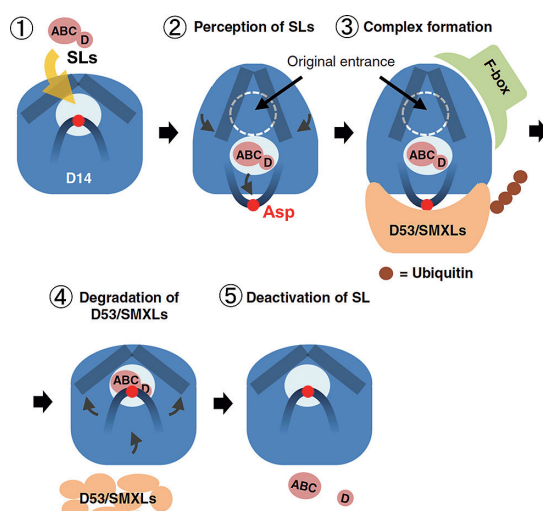 ①
ABC
D
SLs
D14
② Perception of SLs
Original entrance
ABC
D
Asp
③ Complex formation
F-box
ABC
D
D53/SMXLs
= Ubiquitin
④ Degradation of
D53/SMXLs
ABC
D
D53/SMXLs
⑤ Deactivation of SL
ABC
D